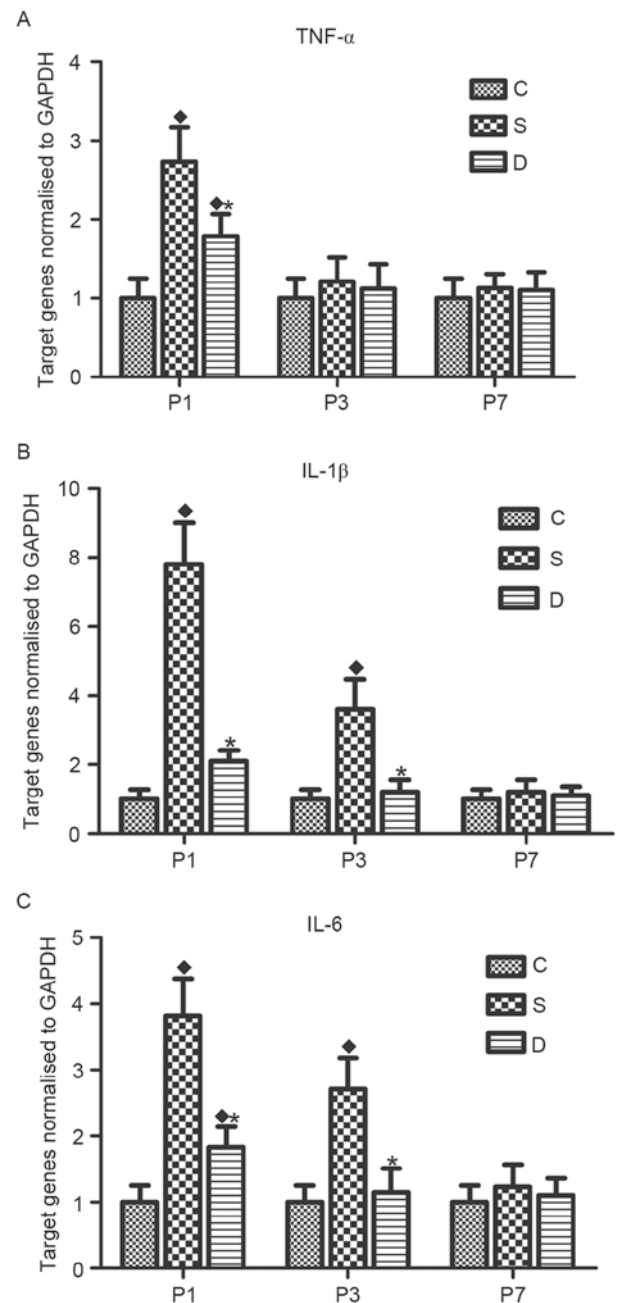 A
TNF-α
Target genes normalised to GAPDH
4
3
2
1
0
C
S
D
◆
◆*
P1
P3
P7
B
IL-1β
Target genes normalised to GAPDH
10
8
6
4
2
0
C
S
D
◆
*
◆
*
P1
P3
P7
C
IL-6
Target genes normalised to GAPDH
5
4
3
2
1
0
C
S
D
◆
◆*
◆
*
P1
P3
P7